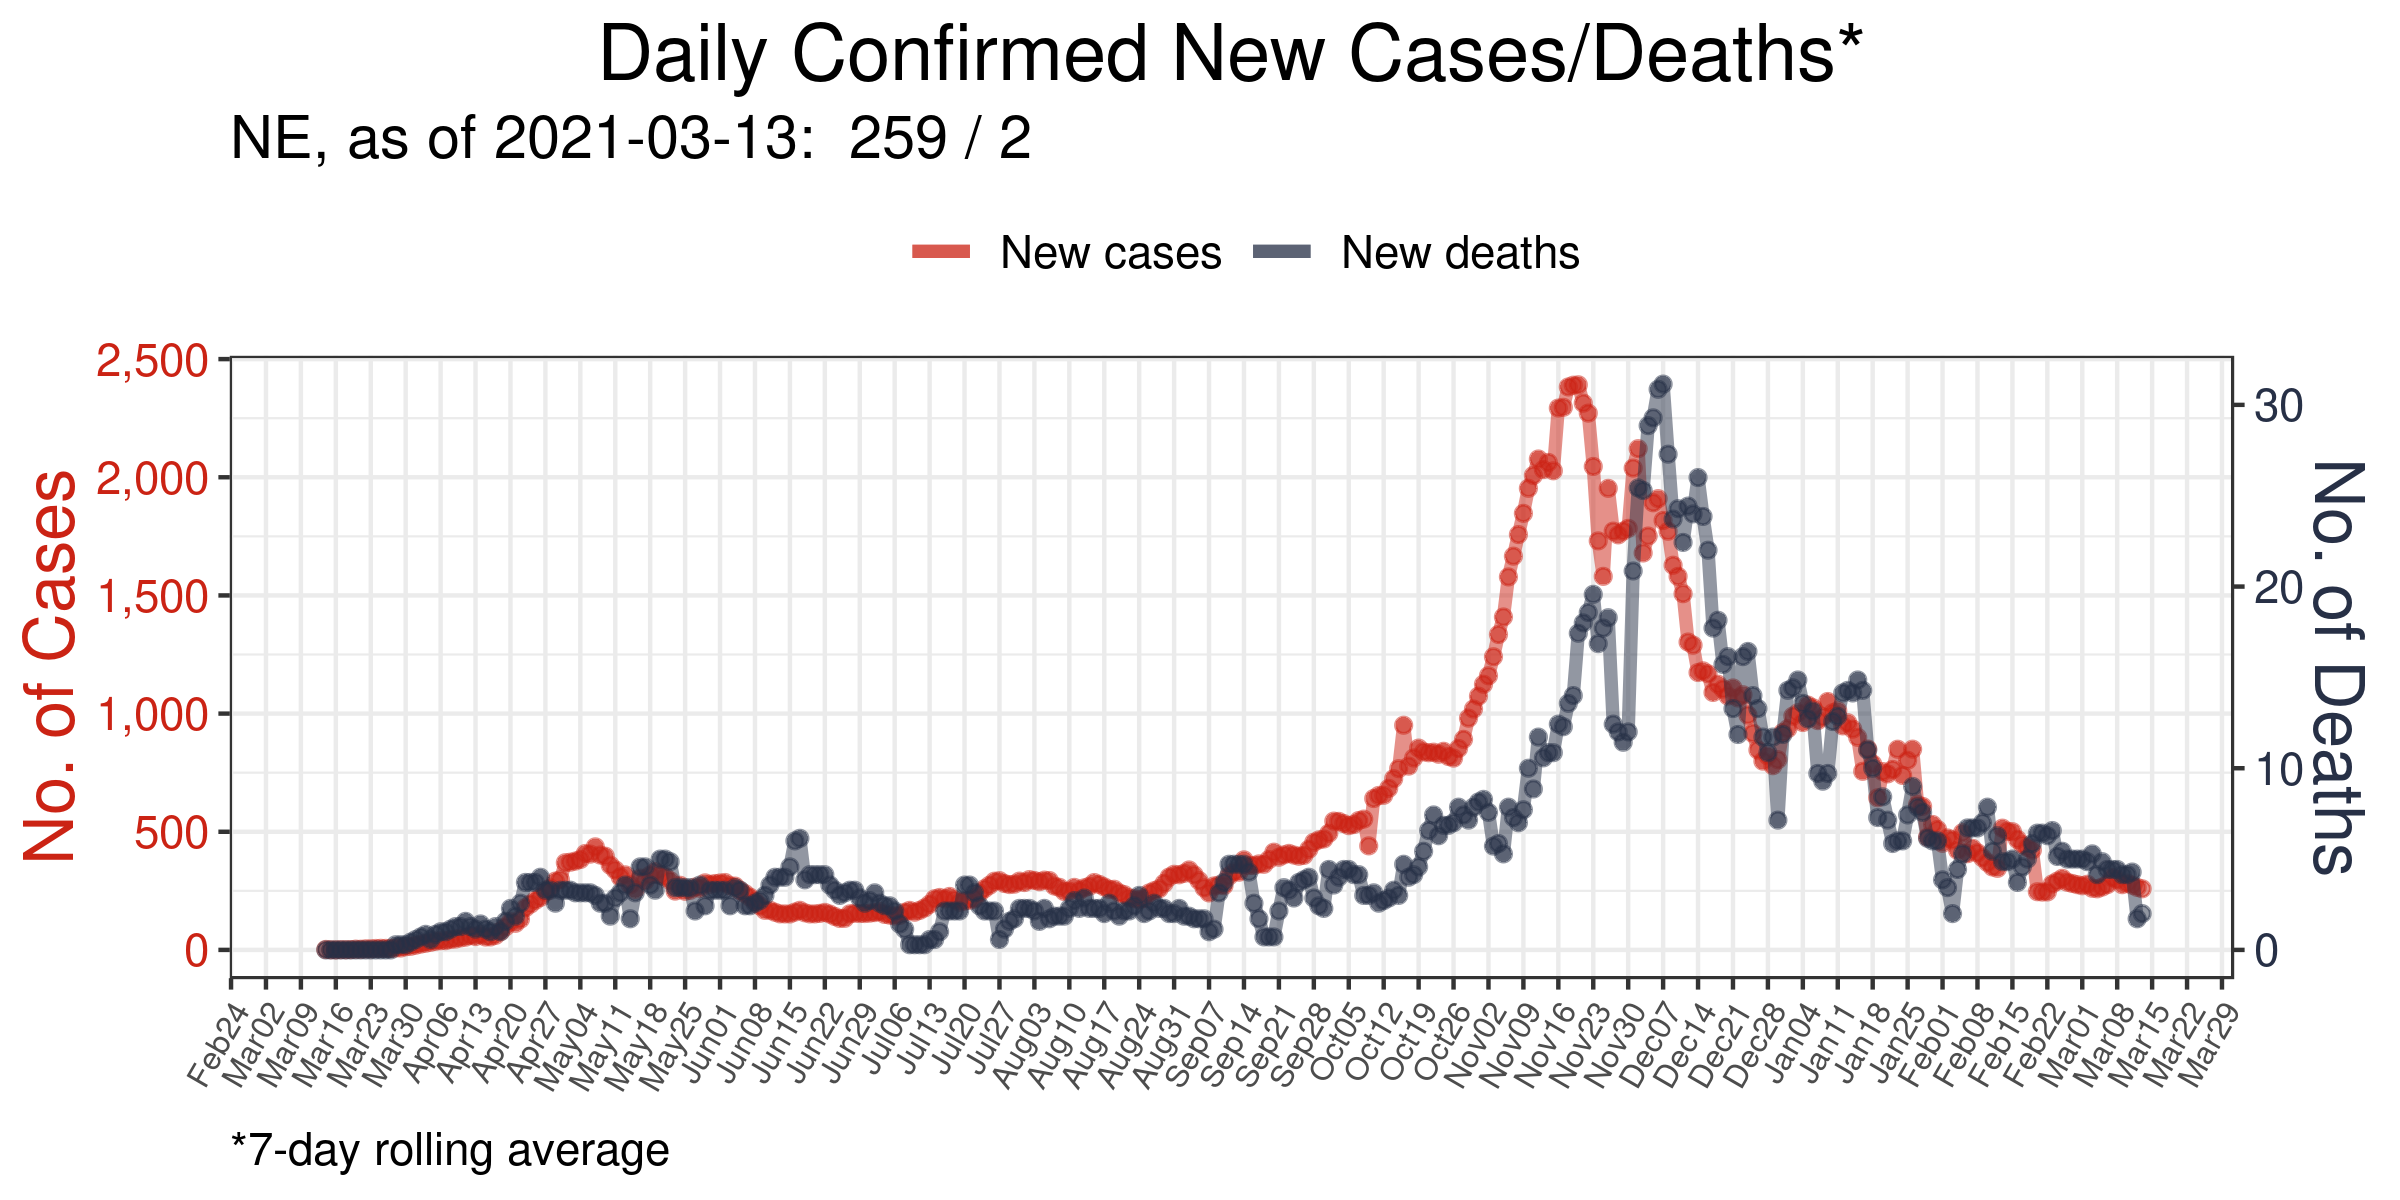 Daily Confirmed New Cases/Deaths*
NE, as of 2021-03-13:  259 / 2
New cases
New deaths
No. of Cases
2,500
2,000
1,500
1,000
500
0
30
20
10
0
No. of Deaths
Feb24
Mar02
Mar09
Mar16
Mar23
Mar30
Apr06
Apr13
Apr20
Apr27
May04
May11
May18
May25
Jun01
Jun08
Jun15
Jun22
Jun29
Jul06
Jul13
Jul20
Jul27
Aug03
Aug10
Aug17
Aug24
Aug31
Sep07
Sep14
Sep21
Sep28
Oct05
Oct12
Oct19
Oct26
Nov02
Nov09
Nov16
Nov23
Nov30
Dec07
Dec14
Dec21
Dec28
Jan04
Jan11
Jan18
Jan25
Feb01
Feb08
Feb15
Feb22
Mar01
Mar08
Mar15
Mar22
Mar29
*7-day rolling average